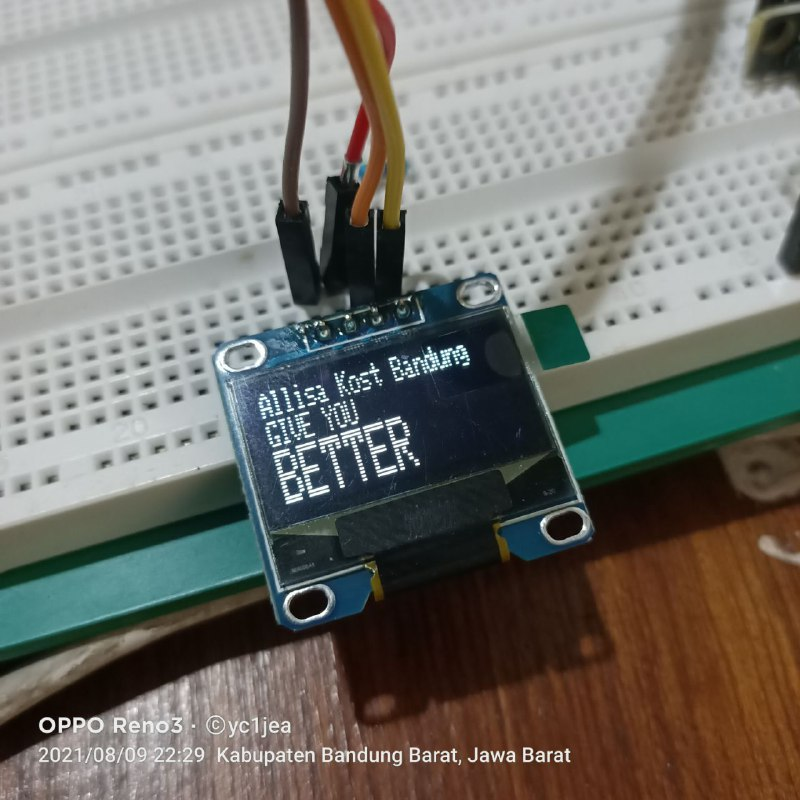 Allisa Kost Bandung
GIVE YOU
BETTER
OPPO Reno3 · ©yc1jea
2021/08/09 22:29 Kabupaten Bandung Barat, Jawa Barat